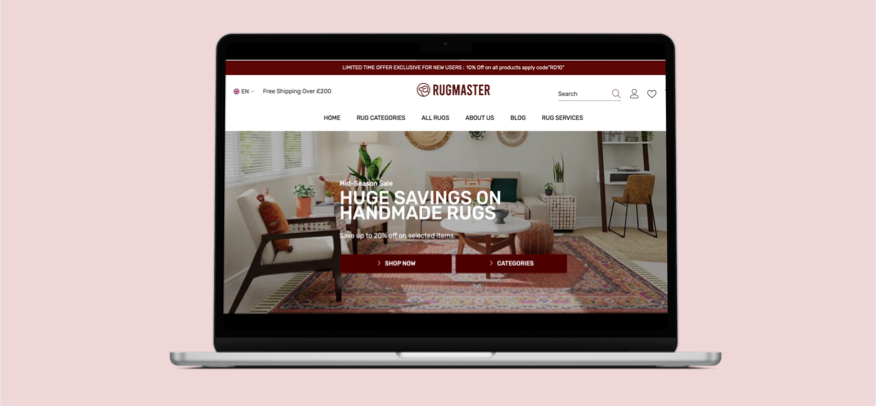 LIMITED TIME OFFER EXCLUSIVE FOR NEW USERS : 10% Off on all products apply code"RD10"
EN
Free Shipping Over £200
RUGMASTER
Search
HOME
RUG CATEGORIES
ALL RUGS
ABOUT US
BLOG
RUG SERVICES
Mid-Season Sale
HUGE SAVINGS ON
HANDMADE RUGS
Save up to 20% off on selected items.
SHOP NOW
CATEGORIES